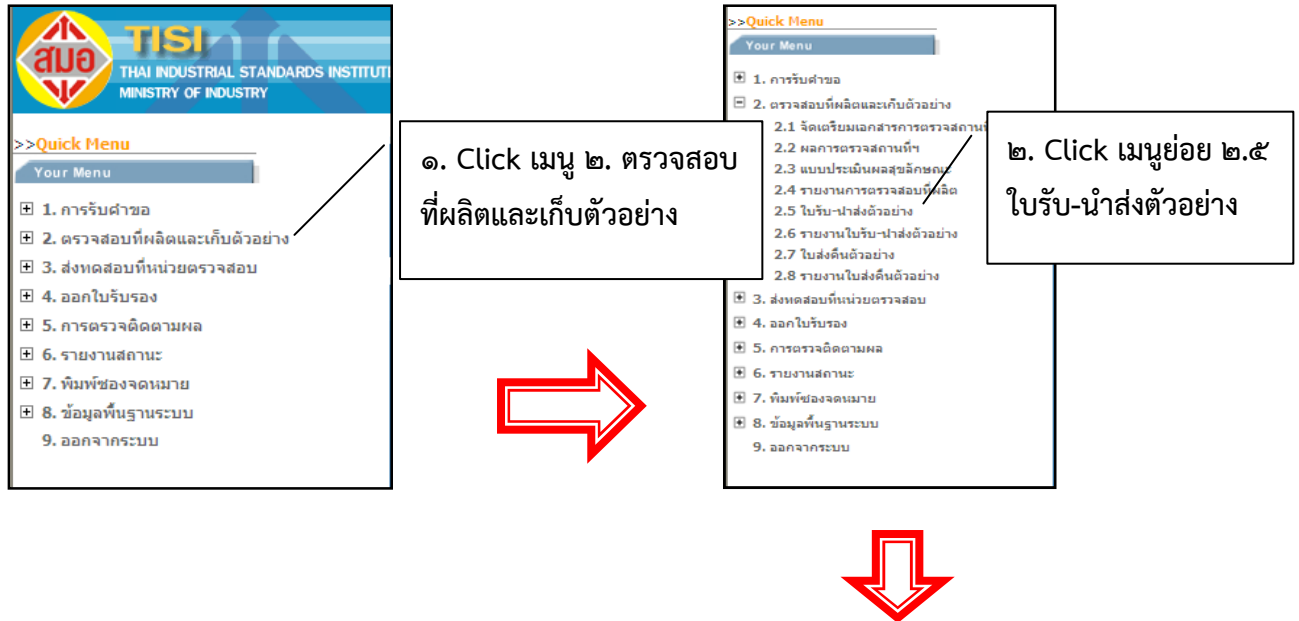 สมอ
TISI
THAI INDUSTRIAL STANDARDS INSTITUTI
MINISTRY OF INDUSTRY
>>Quick Menu
Your Menu
1. การรับคำขอ
2. ตรวจสอบที่ผลิตและเก็บตัวอย่าง
3. ส่งทดสอบที่หน่วยตรวจสอบ
4. ออกใบรับรอง
5. การตรวจติดตามผล
6. รายงานสถานะ
7. พิมพ์ซองจดหมาย
8. ข้อมูลพื้นฐานระบบ
9. ออกจากระบบ
๑. Click เมนู ๒. ตรวจสอบ
ที่ผลิตและเก็บตัวอย่าง
>>Quick Menu
Your Menu
1. การรับคำขอ
2. ตรวจสอบที่ผลิตและเก็บตัวอย่าง
2.1 จัดเตรียมเอกสารการตรวจสถานที่
2.2 ผลการตรวจสถานที่ฯ
2.3 แบบประเมินผลสุขลักษณะ
2.4 รายงานการตรวจสอบที่ผลิต
2.5 ใบรับ-นำส่งตัวอย่าง
2.6 รายงานใบรับ-นำส่งตัวอย่าง
2.7 ใบส่งคืนตัวอย่าง
2.8 รายงานใบส่งคืนตัวอย่าง
3. ส่งทดสอบที่หน่วยตรวจสอบ
4. ออกใบรับรอง
5. การตรวจติดตามผล
6. รายงานสถานะ
7. พิมพ์ซองจดหมาย
8. ข้อมูลพื้นฐานระบบ
9. ออกจากระบบ
๒. Click เมนูย่อย ๒.๕
ใบรับ-นำส่งตัวอย่าง